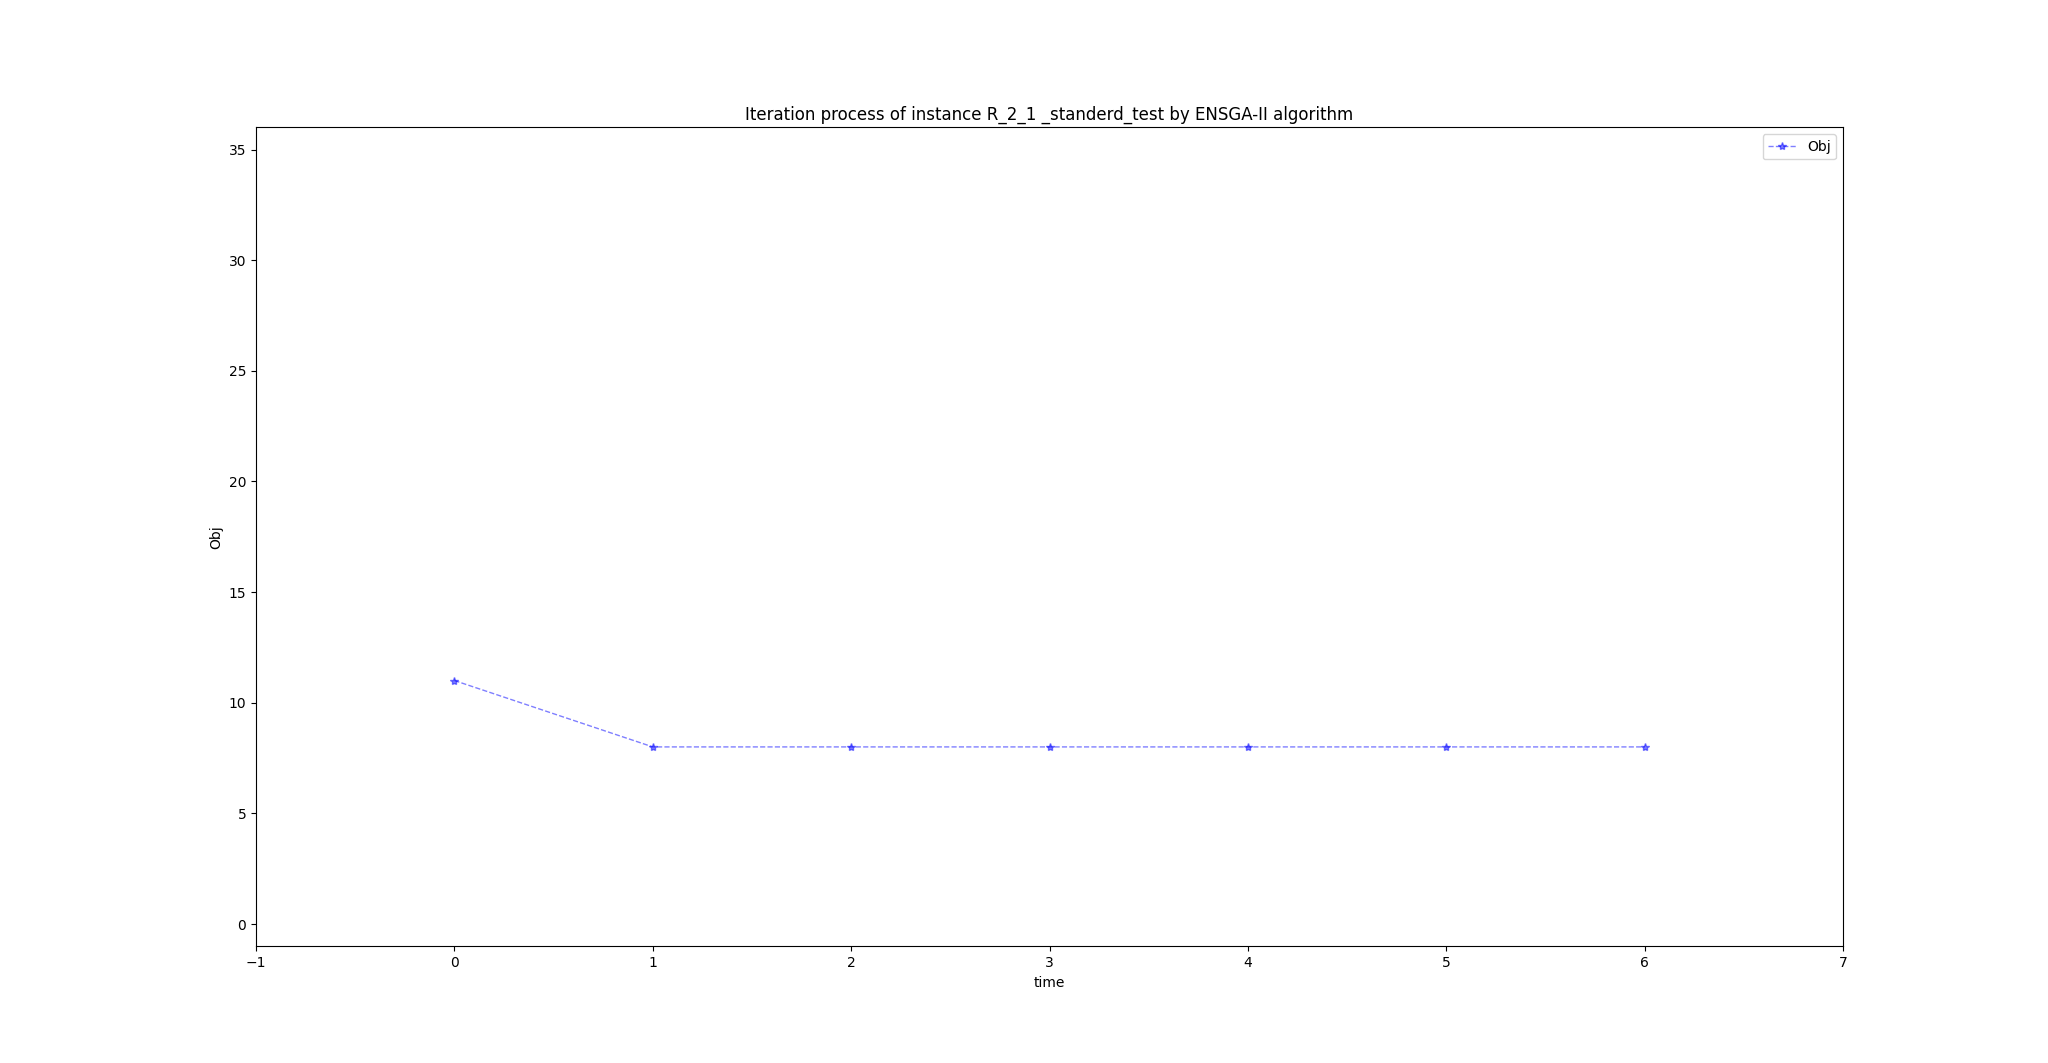 Iteration process of instance R_2_1 _standerd_test by ENSGA-II algorithm
Obj
35
30
25
20
15
10
5
0
Obj
−1 0 1 2 3 4 5 6 7
time